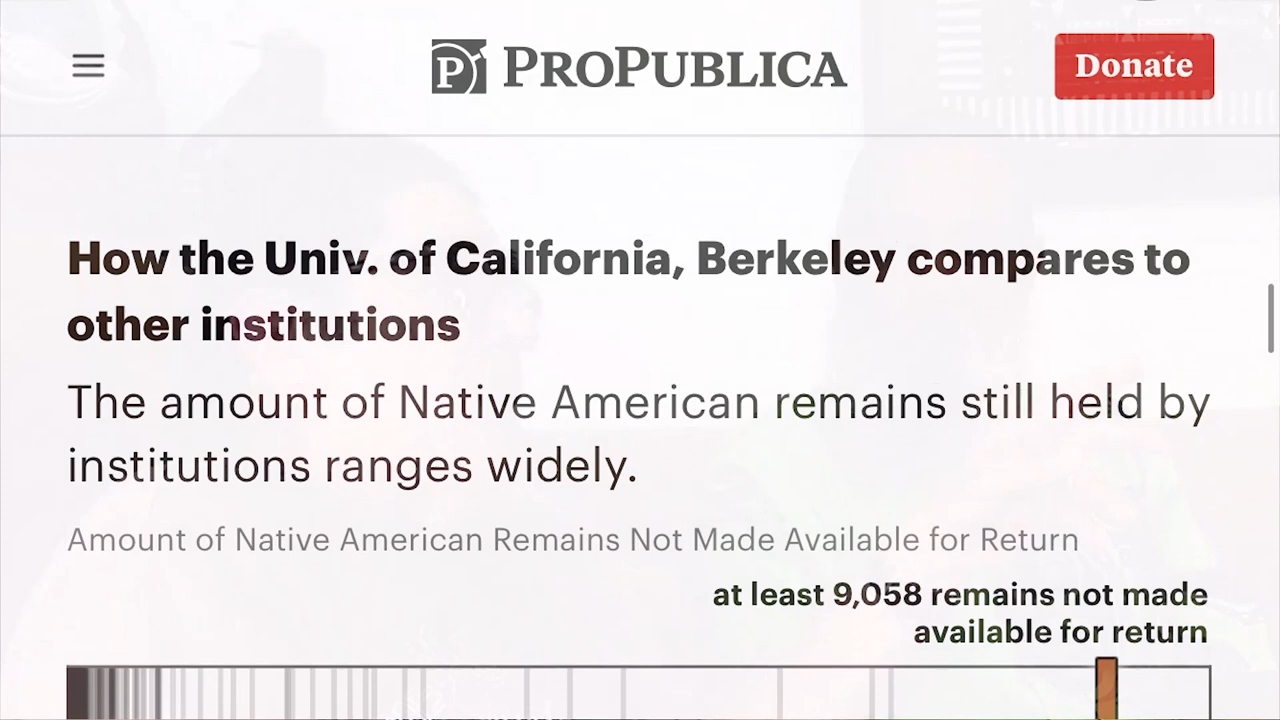 PROPUBLICA
Donate
How the Univ. of California, Berkeley compares to
other institutions
The amount of Native American remains still held by
institutions ranges widely.
Amount of Native American Remains Not Made Available for Return
at least 9,058 remains not made
available for return